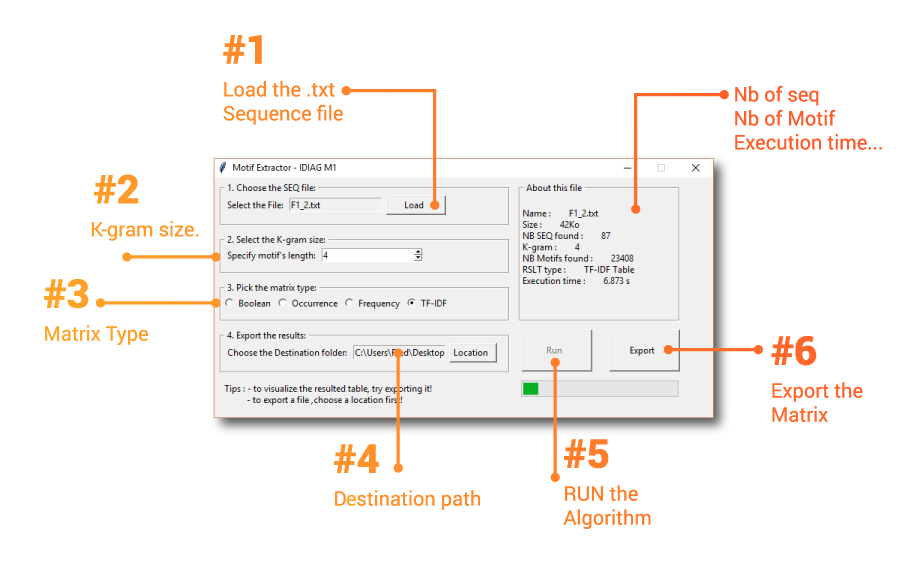 #1
Load the .txt
Sequence file
Nb of seq
Nb of Motif
Execution time...
#2
K-gram size.
#3
Matrix Type
Motif Extractor - IDIAG M1
1. Choose the SEQ file:
Select the File: F1_2.txt Load
2. Select the K-gram size:
Specify motif's length: 4
3. Pick the matrix type:
Boolean Occurrence Frequency TF-IDF
4. Export the results:
Choose the Destination folder: C:\Users\ \Desktop Location
Tips : - to visualize the resulted table, try exporting it!
- to export a file ,choose a location first!
About this file
Name : F1_2.txt
Size : 42Ko
NB SEQ found : 87
K-gram : 4
NB Motifs found : 23408
RSLT type : TF-IDF Table
Execution time : 6.873 s
Run Export
#4
Destination path
#5
RUN the
Algorithm
#6
Export the
Matrix